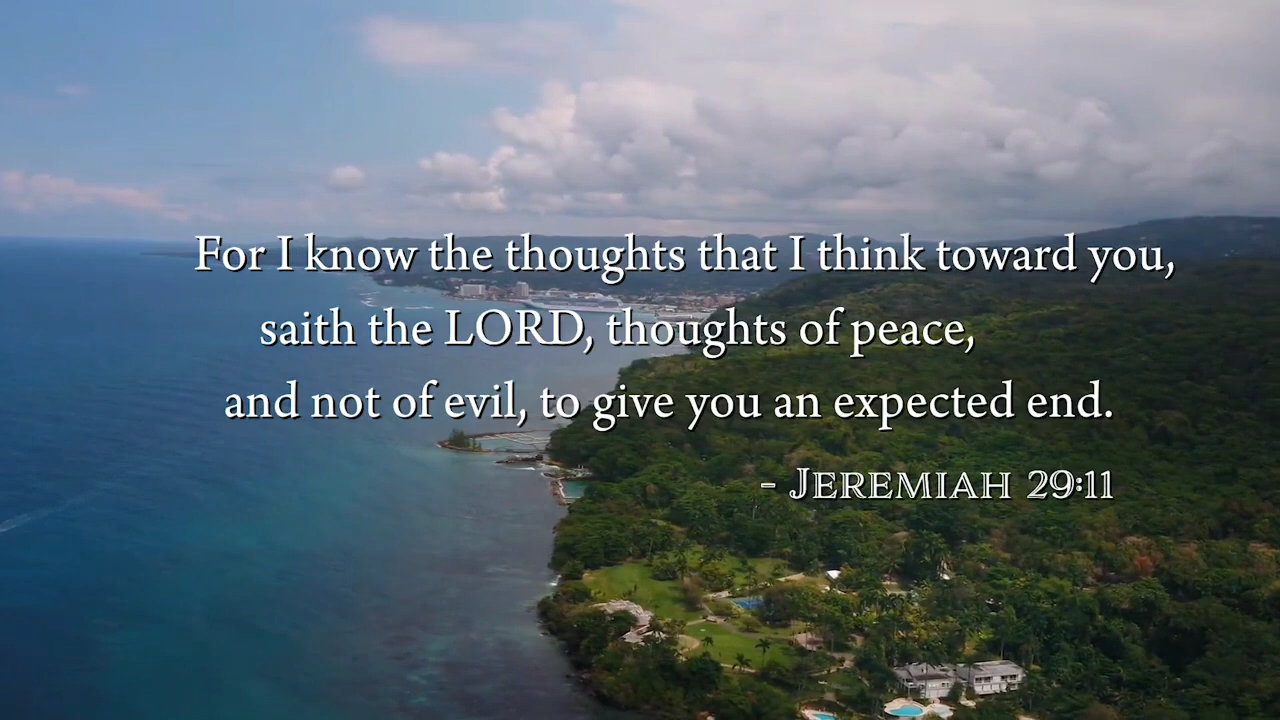 For I know the thoughts that I think toward you,
saith the LORD, thoughts of peace,
and not of evil, to give you an expected end.
- JEREMIAH 29:11